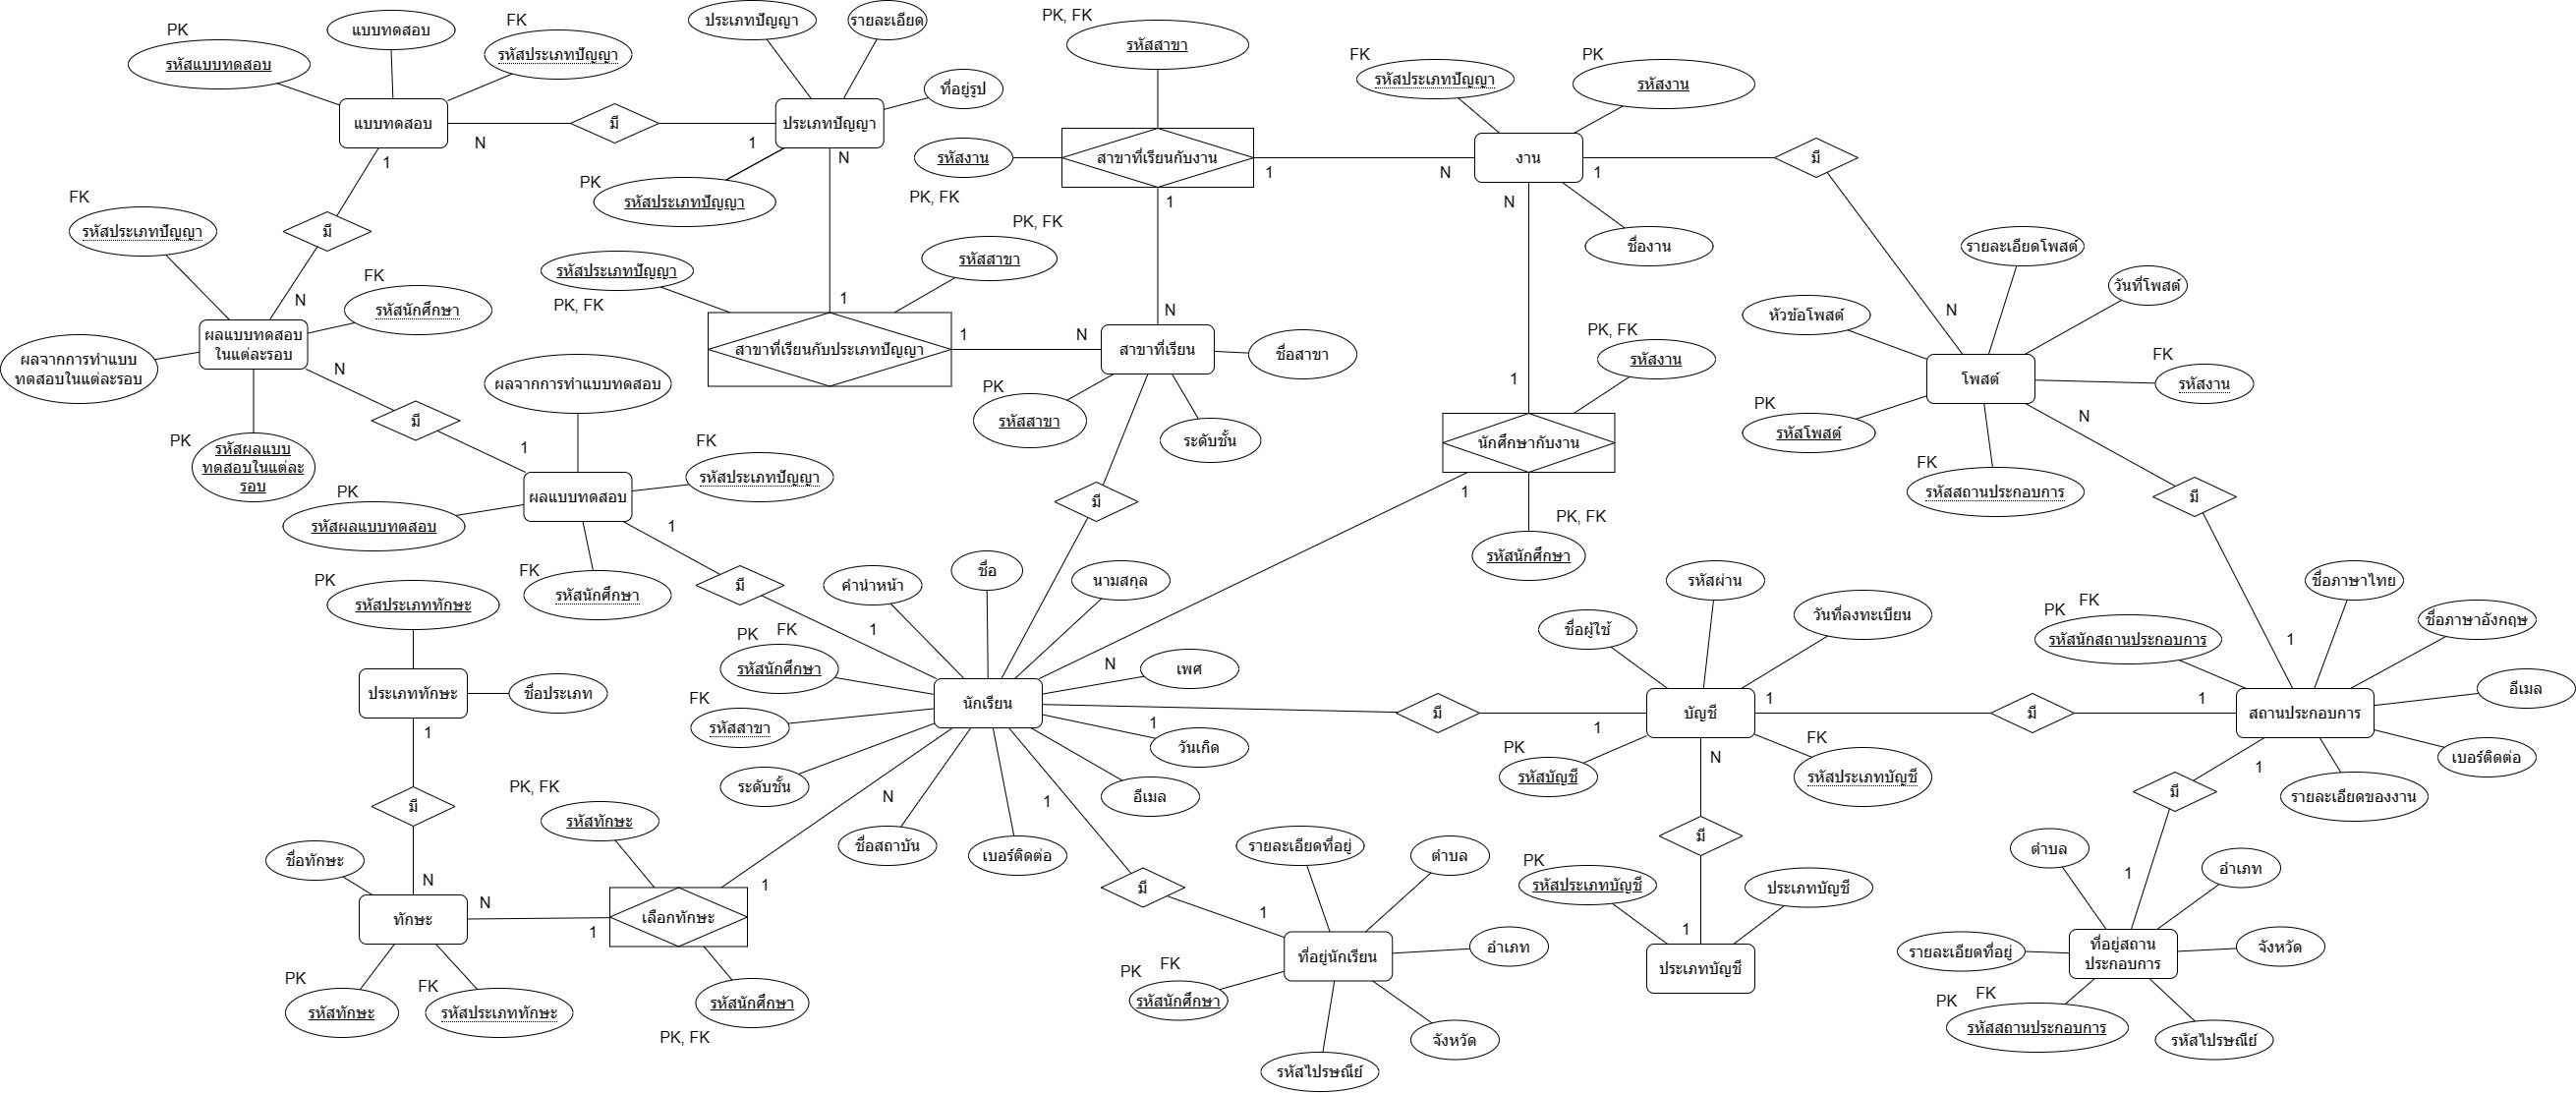 PK
รหัสแบบทดสอบ
แบบทดสอบ
FK
รหัสประเภทปัญญา
แบบทดสอบ
N
มี
1
ประเภทปัญญา
รายละเอียด
ที่อยู่รูป
ประเภทปัญญา
PK
รหัสประเภทปัญญา
N
1
1
มี
N
FK
รหัสประเภทปัญญา
FK
รหัสนักศึกษา
ผลแบบทดสอบ
ในแต่ละรอบ
ผลจากการทำแบบ
ทดสอบในแต่ละรอบ
PK
รหัสผลแบบ
ทดสอบในแต่ละ
รอบ
N
มี
1
รหัสประเภทปัญญา
PK, FK
PK, FK
PK, FK
รหัสสาขา
สาขาที่เรียนกับประเภทปัญญา
1
N
PK, FK
รหัสสาขา
รหัสงาน
สาขาที่เรียนกับงาน
1
N
1
N
สาขาที่เรียน
ชื่อสาขา
PK
รหัสสาขา
ระดับชั้น
มี
FK
รหัสประเภทปัญญา
PK
รหัสงาน
งาน
ชื่องาน
1
มี
N
N
1
PK, FK
รหัสงาน
นักศึกษากับงาน
1
PK, FK
รหัสนักศึกษา
N
รายละเอียดโพสต์
วันที่โพสต์
หัวข้อโพสต์
โพสต์
FK
รหัสงาน
PK
รหัสโพสต์
FK
รหัสสถานประกอบการ
N
มี
1
ผลจากการทำแบบทดสอบ
FK
รหัสประเภทปัญญา
ผลแบบทดสอบ
PK
รหัสผลแบบทดสอบ
FK
รหัสนักศึกษา
1
มี
1
PK
รหัสประเภททักษะ
ประเภททักษะ
ชื่อประเภท
1
มี
N
ชื่อทักษะ
ทักษะ
PK
รหัสทักษะ
FK
รหัสประเภททักษะ
N
1
PK, FK
รหัสทักษะ
เลือกทักษะ
รหัสนักศึกษา
PK, FK
1
N
คำนำหน้า
ชื่อ
นามสกุล
PK
FK
รหัสนักศึกษา
เพศ
นักเรียน
FK
รหัสสาขา
1
วันเกิด
ระดับชั้น
อีเมล
ชื่อสถาบัน
เบอร์ติดต่อ
1
มี
1
มี
1
รหัสผ่าน
ชื่อผู้ใช้
วันที่ลงทะเบียน
บัญชี
PK
รหัสบัญชี
FK
รหัสประเภทบัญชี
N
มี
1
PK
รหัสประเภทบัญชี
ประเภทบัญชี
ประเภทบัญชี
1
มี
1
PK
FK
รหัสนักสถานประกอบการ
ชื่อภาษาไทย
ชื่อภาษาอังกฤษ
อีเมล
สถานประกอบการ
เบอร์ติดต่อ
รายละเอียดของงาน
1
มี
1
รายละเอียดที่อยู่
ตำบล
อำเภอ
ที่อยู่นักเรียน
PK
FK
รหัสนักศึกษา
จังหวัด
รหัสไปรษณีย์
ตำบล
อำเภอ
จังหวัด
รายละเอียดที่อยู่
ที่อยู่สถาน
ประกอบการ
PK
FK
รหัสสถานประกอบการ
รหัสไปรษณีย์